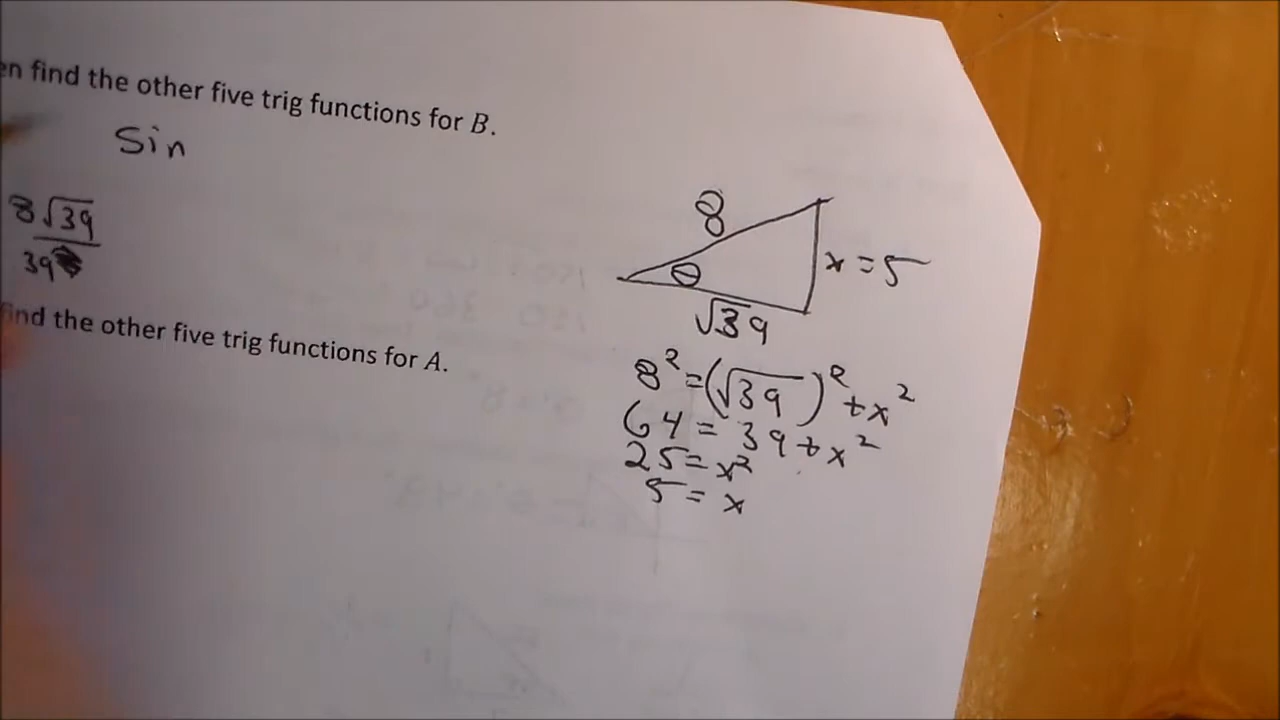 find the other five trig functions for B.
sin
8√39
39
find the other five trig functions for A.
8
θ
x = 5
√39
8² = (√39)² + x²
64 = 39 + x²
25 = x²
5 = x